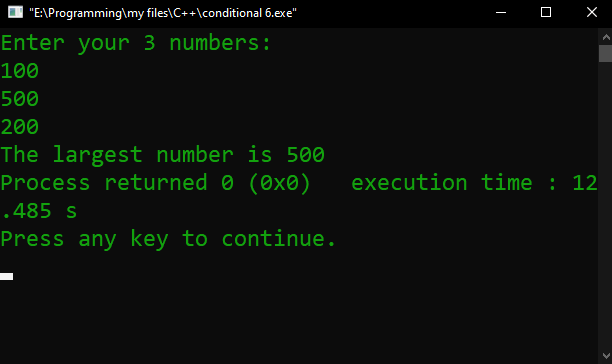 "E:\Programming\my files\C++\conditional 6.exe"
Enter your 3 numbers:
100
500
200
The largest number is 500
Process returned 0 (0x0)   execution time : 12
.485 s
Press any key to continue.